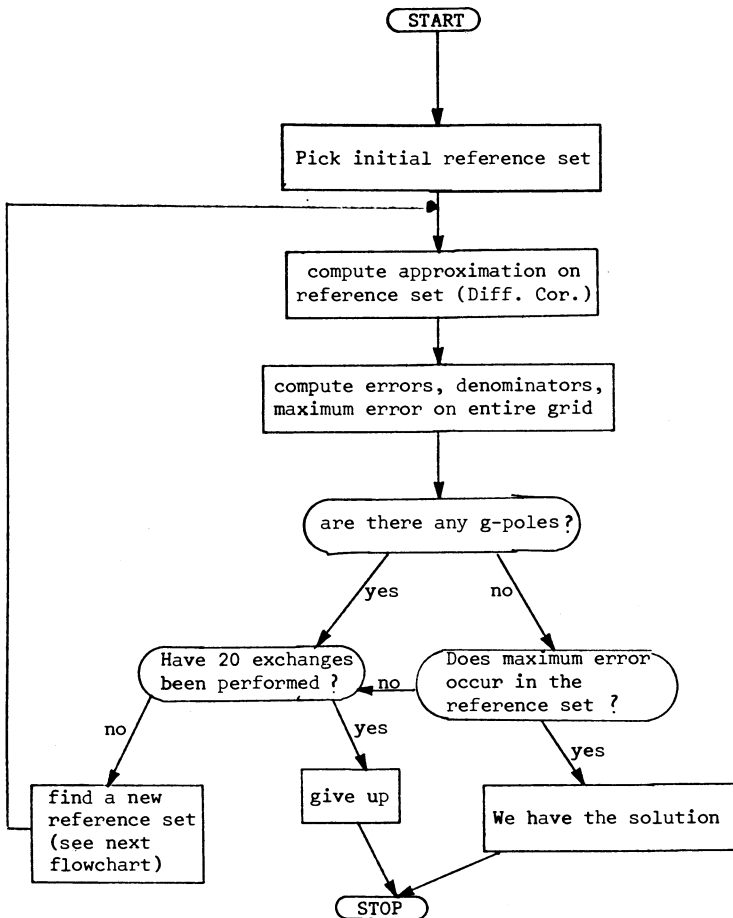 START
Pick initial reference set
compute approximation on
reference set (Diff. Cor.)
compute errors, denominators,
maximum error on entire grid
are there any g-poles?
yes
no
Have 20 exchanges
been performed?
no
Does maximum error
occur in the
reference set ?
no
yes
yes
find a new
reference set
(see next
flowchart)
give up
We have the solution
STOP